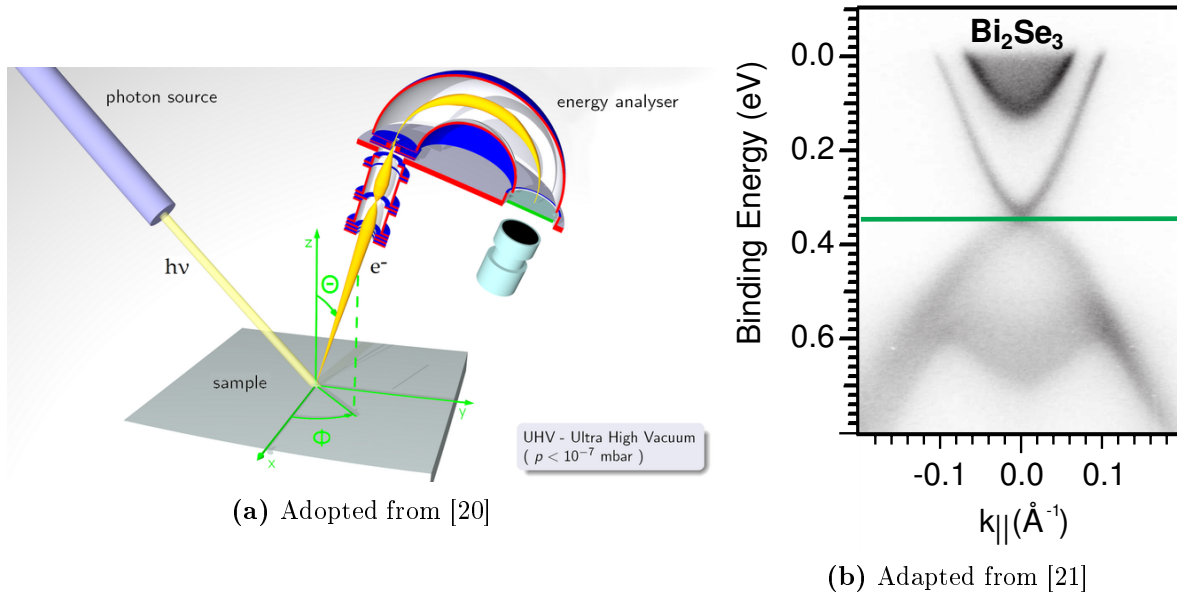 photon source
energy analyser
hν
e-
z
Θ
sample
y
Φ
x
UHV - Ultra High Vacuum
( p < 10⁻⁷ mbar )
(a) Adopted from [20]
Bi₂Se₃
Binding Energy (eV)
0.0
0.2
0.4
0.6
-0.1 0.0 0.1
k||(Å⁻¹)
(b) Adapted from [21]